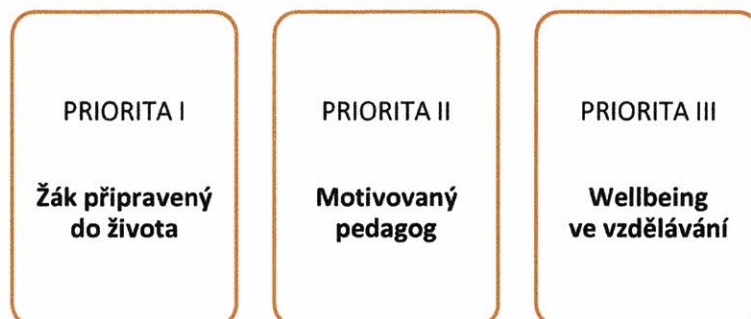 PRIORITA I
Žák připravený
do života
PRIORITA II
Motivovaný
pedagog
PRIORITA III
Wellbeing
ve vzdělávání